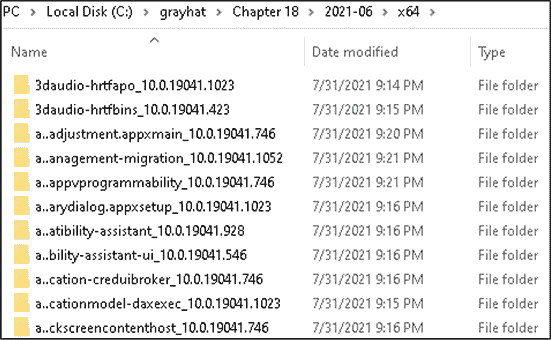 PC > Local Disk (C:) > grayhat > Chapter 18 > 2021-06 > x64 >
Name Date modified Type
3daudio-hrtfapo_10.0.19041.1023 7/31/2021 9:14 PM File folder
3daudio-hrtfbins_10.0.19041.423 7/31/2021 9:15 PM File folder
a..adjustment.appxmain_10.0.19041.746 7/31/2021 9:20 PM File folder
a..anagement-migration_10.0.19041.1052 7/31/2021 9:21 PM File folder
a..appvprogrammability_10.0.19041.746 7/31/2021 9:21 PM File folder
a..arydialog.appxsetup_10.0.19041.1023 7/31/2021 9:16 PM File folder
a..atibility-assistant_10.0.19041.928 7/31/2021 9:16 PM File folder
a..bility-assistant-ui_10.0.19041.546 7/31/2021 9:16 PM File folder
a..cation-creduibroker_10.0.19041.746 7/31/2021 9:16 PM File folder
a..cationmodel-daxexec_10.0.19041.1023 7/31/2021 9:15 PM File folder
a..ckscreencontenthost_10.0.19041.746 7/31/2021 9:16 PM File folder